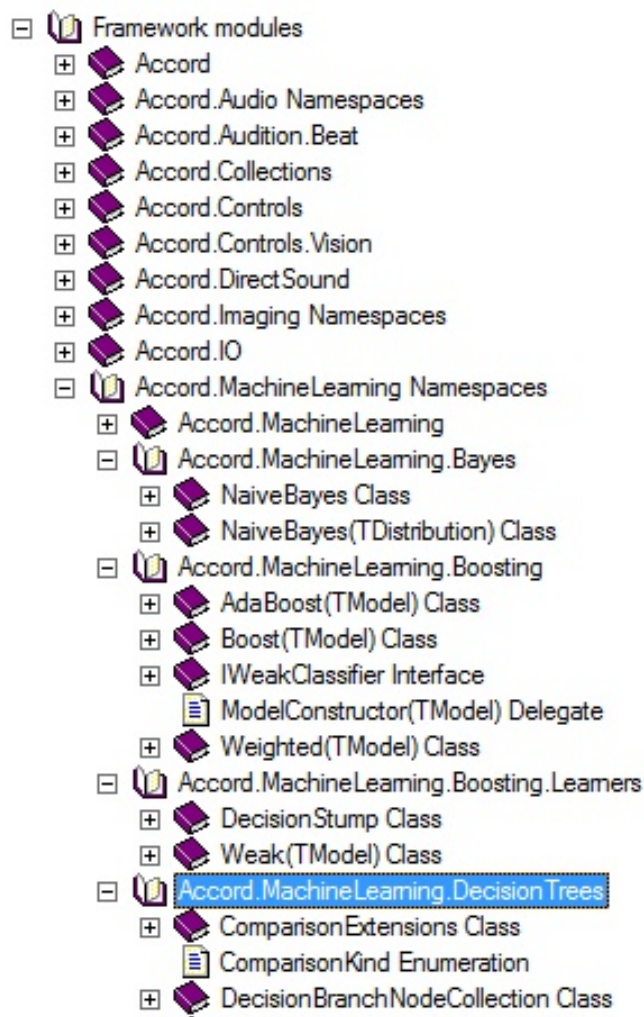 Framework modules
Accord
Accord.Audio Namespaces
Accord.Audition.Beat
Accord.Collections
Accord.Controls
Accord.Controls.Vision
Accord.DirectSound
Accord.Imaging Namespaces
Accord.IO
Accord.MachineLearning Namespaces
Accord.MachineLearning
Accord.MachineLearning.Bayes
NaiveBayes Class
NaiveBayes(TDistribution) Class
Accord.MachineLearning.Boosting
AdaBoost(TModel) Class
Boost(TModel) Class
IWeakClassifier Interface
ModelConstructor(TModel) Delegate
Weighted(TModel) Class
Accord.MachineLearning.Boosting.Learners
DecisionStump Class
Weak(TModel) Class
Accord.MachineLearning.DecisionTrees
ComparisonExtensions Class
ComparisonKind Enumeration
DecisionBranchNodeCollection Class